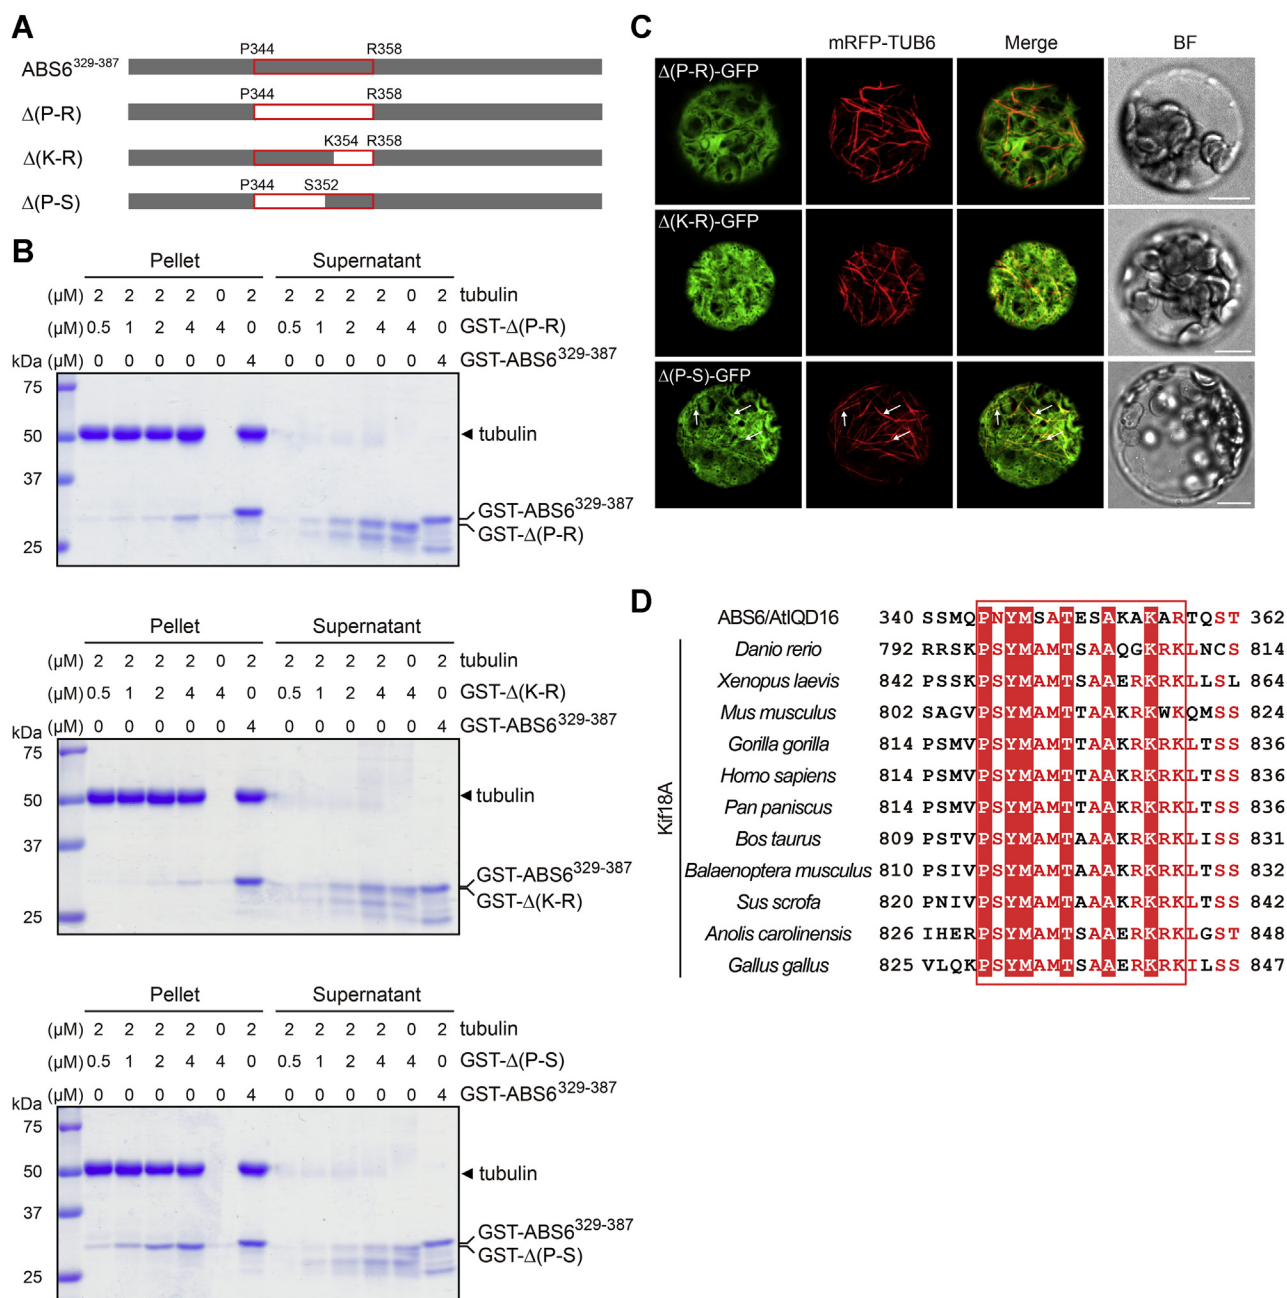 A
P344 R358
ABS6329-387
P344 R358
Δ(P-R)
K354 R358
Δ(K-R)
P344 S352
Δ(P-S)
B
Pellet Supernatant
(μM) 2 2 2 2 0 2 2 2 2 2 0 2 tubulin
(μM) 0.5 1 2 4 4 0 0.5 1 2 4 4 0 GST-Δ(P-R)
kDa (μM) 0 0 0 0 0 4 0 0 0 0 0 4 GST-ABS6329-387
75
50
37
25
tubulin
GST-ABS6329-387
GST-Δ(P-R)
Pellet Supernatant
(μM) 2 2 2 2 0 2 2 2 2 2 0 2 tubulin
(μM) 0.5 1 2 4 4 0 0.5 1 2 4 4 0 GST-Δ(K-R)
kDa (μM) 0 0 0 0 0 4 0 0 0 0 0 4 GST-ABS6329-387
75
50
37
25
tubulin
GST-ABS6329-387
GST-Δ(K-R)
Pellet Supernatant
(μM) 2 2 2 2 0 2 2 2 2 2 0 2 tubulin
(μM) 0.5 1 2 4 4 0 0.5 1 2 4 4 0 GST-Δ(P-S)
kDa (μM) 0 0 0 0 0 4 0 0 0 0 0 4 GST-ABS6329-387
75
50
37
25
tubulin
GST-ABS6329-387
GST-Δ(P-S)
C
mRFP-TUB6 Merge BF
Δ(P-R)-GFP
Δ(K-R)-GFP
Δ(P-S)-GFP
D
ABS6/AtIQD16 340 SSMQPNYMSATESAKAKARTQST 362
Kif18A
Danio rerio 792 RRSKPSYMAMTSAAQGKRKLNCS 814
Xenopus laevis 842 PSSKPSYMAMTSAAERKRKLLSL 864
Mus musculus 802 SAGVPSYMAMTTAAKRKWKQMSS 824
Gorilla gorilla 814 PSMVPSYMAMTTAAKRKRKLTSS 836
Homo sapiens 814 PSMVPSYMAMTTAAKRKRKLTSS 836
Pan paniscus 814 PSMVPSYMAMTTAAKRKRKLTSS 836
Bos taurus 809 PSTVPSYMAMTAAAKRKRKLISS 831
Balaenoptera musculus 810 PSIVPSYMAMTAAAKRKRKLTSS 832
Sus scrofa 820 PNIVPSYMAMTAAAKRKRKLTSS 842
Anolis carolinensis 826 IHERPSYMAMTSAAERKRKLGST 848
Gallus gallus 825 VLQKPSYMAMTSAAERKRKILSS 847